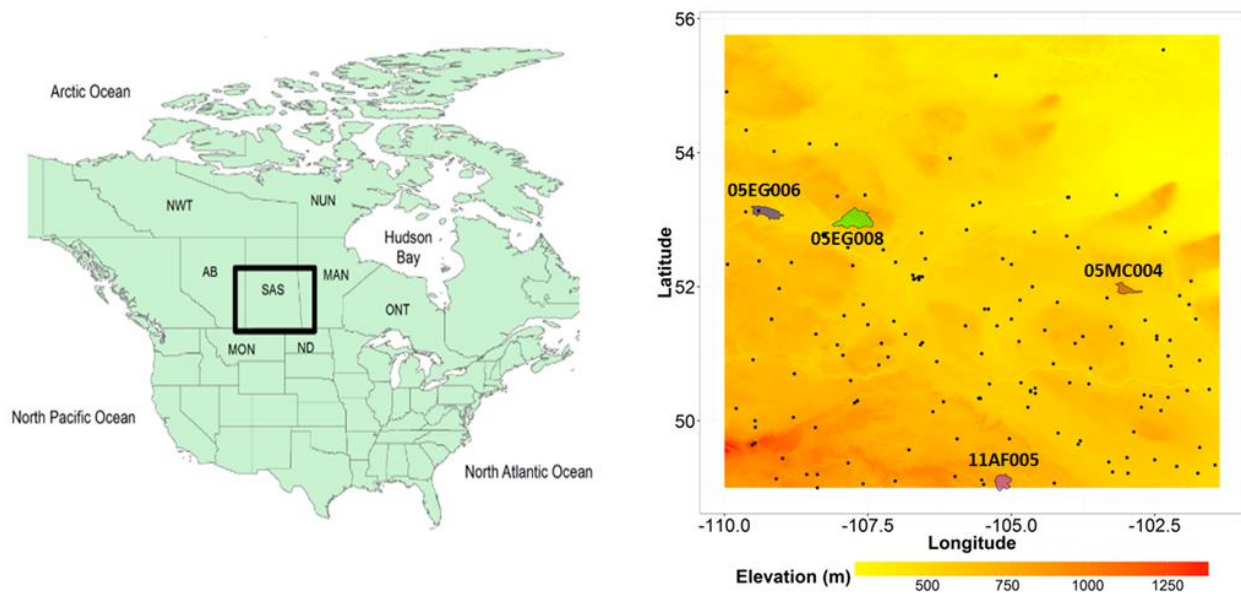 Arctic Ocean
NWT
NUN
Hudson
Bay
AB
SAS
MAN
ONT
MON
ND
North Pacific Ocean
North Atlantic Ocean
56
54
52
50
Latitude
05EG006
05EG008
05MC004
11AF005
-110.0
-107.5
-105.0
-102.5
Longitude
Elevation (m)
500
750
1000
1250